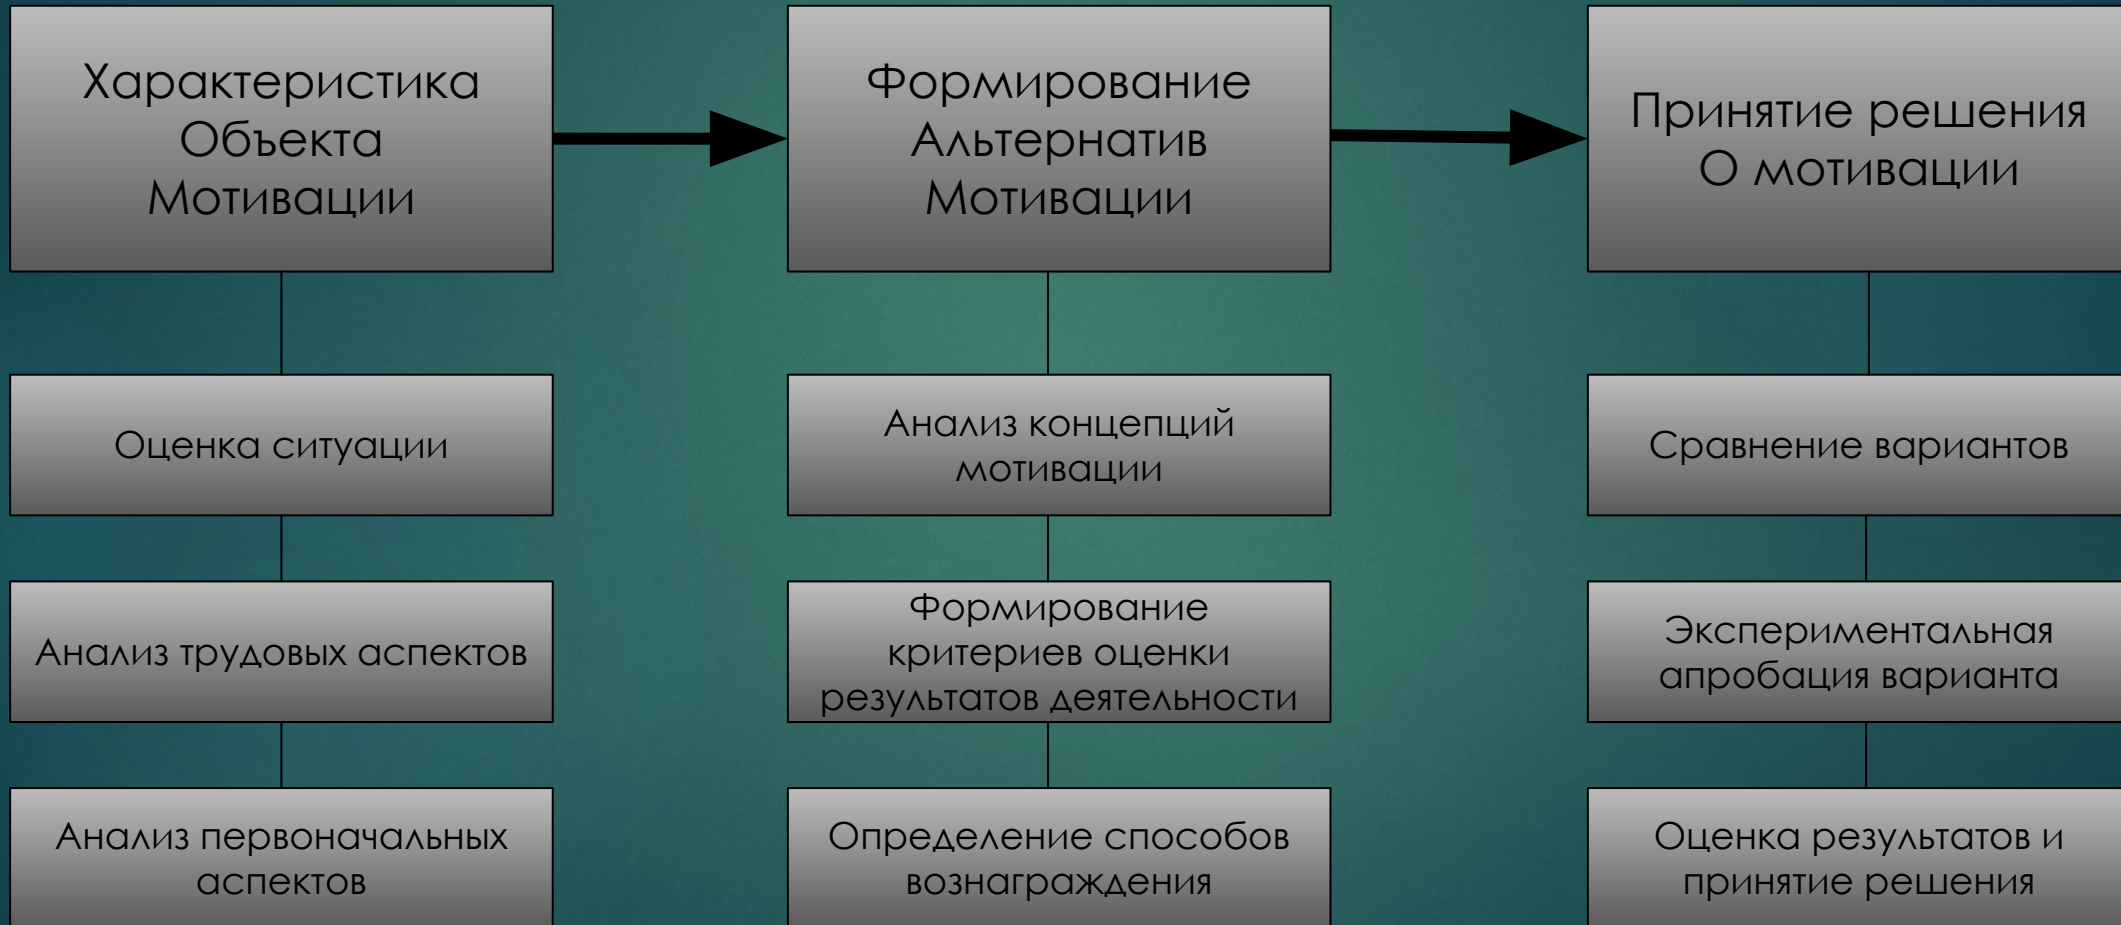 Характеристика
Объекта
Мотивации
Формирование
Альтернатив
Мотивации
Принятие решения
О мотивации
Оценка ситуации
Анализ концепций
мотивации
Сравнение вариантов
Анализ трудовых аспектов
Формирование
критериев оценки
результатов деятельности
Экспериментальная
апробация варианта
Анализ первоначальных
аспектов
Определение способов
вознаграждения
Оценка результатов и
принятие решения